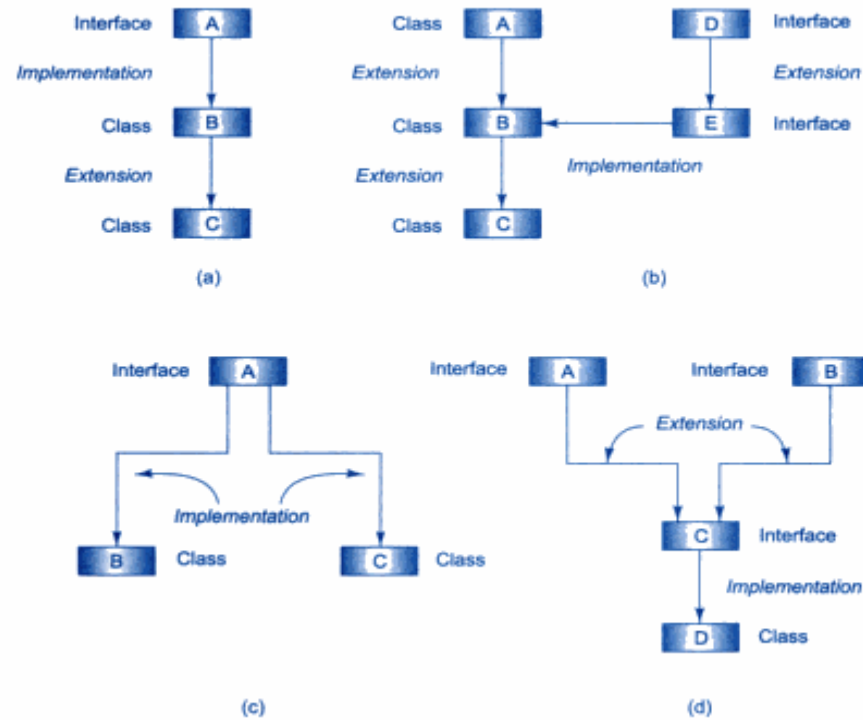 Interface A
Implementation
Class B
Extension
Class C
(a)
Class A
Extension
Class B
Extension
Class C
D Interface
Extension
E Interface
Implementation
(b)
Interface A
Implementation
B Class
C Class
(c)
Interface A
Interface B
Extension
C Interface
Implementation
D Class
(d)